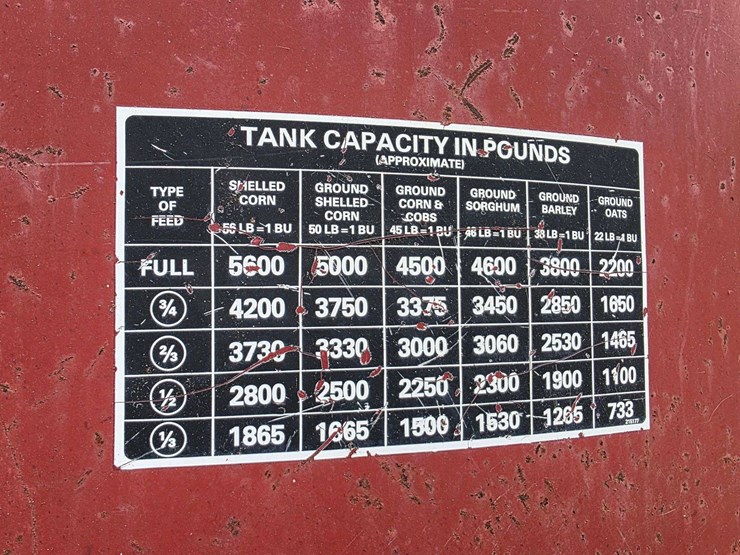 TANK CAPACITY IN POUNDS
(APPROXIMATE)
TYPE OF FEED SHELLED CORN 56 LB=1 BU GROUND SHELLED CORN 50 LB=1 BU GROUND CORN & COBS 45 LB=1 BU GROUND SORGHUM 46 LB=1 BU GROUND BARLEY 38 LB=1 BU GROUND OATS 22 LB=1 BU
FULL 5600 5000 4500 4600 3800 2200
3/4 4200 3750 3375 3450 2850 1650
2/3 3730 3330 3000 3060 2530 1465
1/2 2800 2500 2250 2300 1900 1100
1/3 1865 1665 1500 1530 1265 733